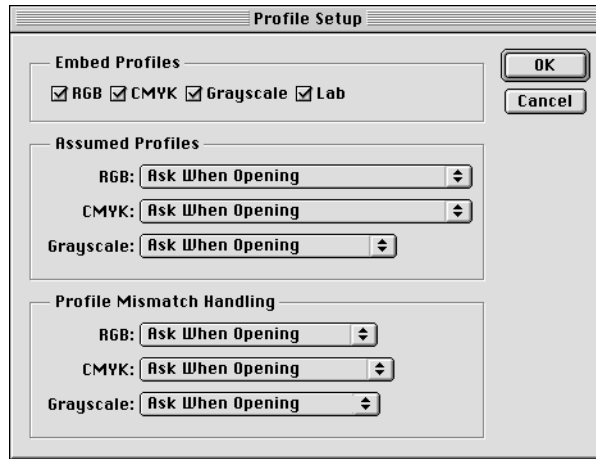 Profile Setup
Embed Profiles
RGB CMYK Grayscale Lab
OK
Cancel
Assumed Profiles
RGB: Ask When Opening
CMYK: Ask When Opening
Grayscale: Ask When Opening
Profile Mismatch Handling
RGB: Ask When Opening
CMYK: Ask When Opening
Grayscale: Ask When Opening